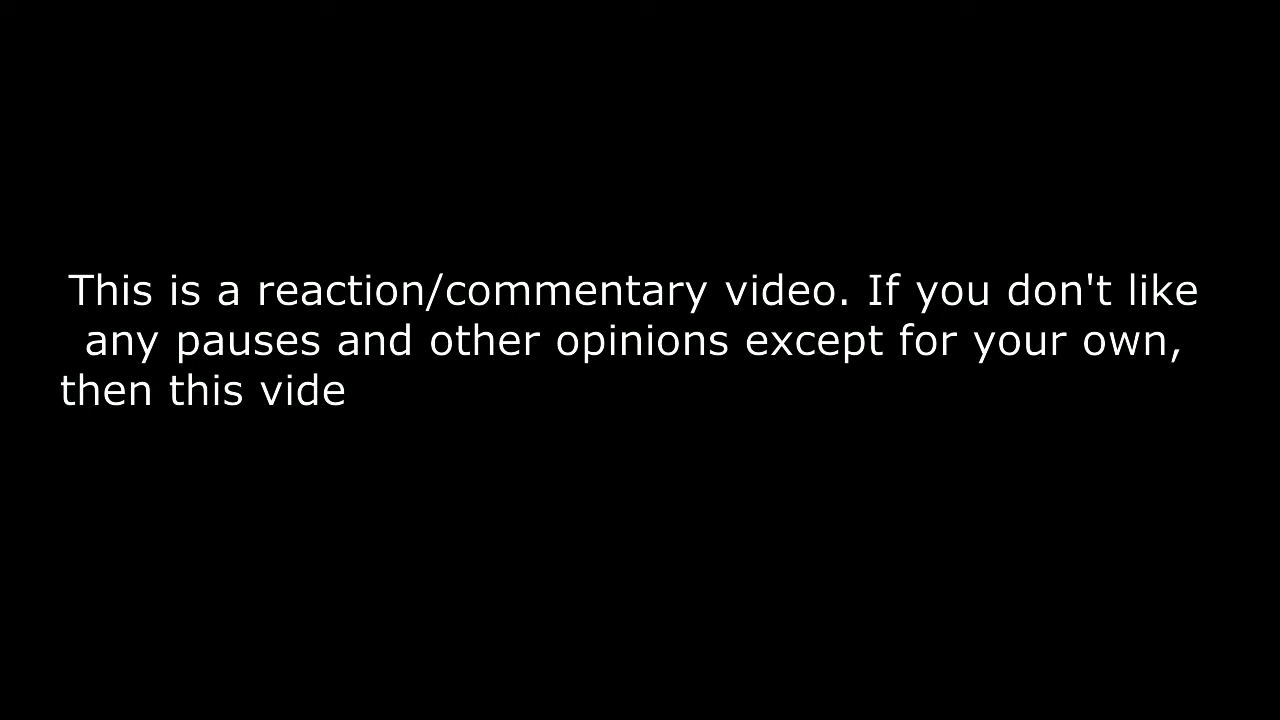 This is a reaction/commentary video. If you don't like
any pauses and other opinions except for your own,
then this vide